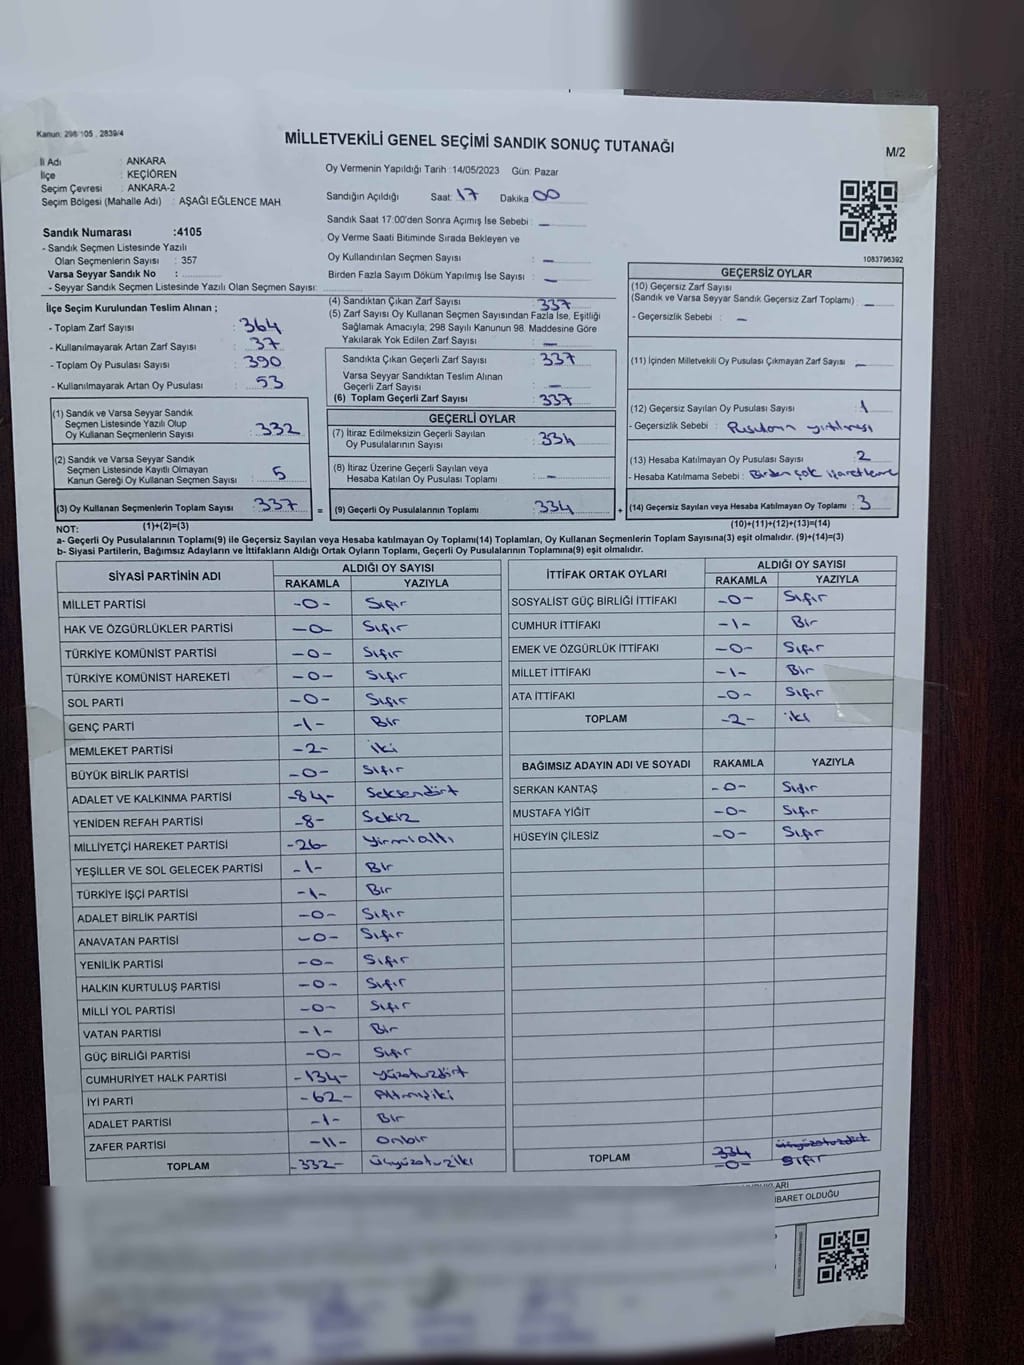 Kanun: 298/105 , 2839/4
MİLLETVEKİLİ GENEL SEÇİMİ SANDIK SONUÇ TUTANAĞI
M/2
İl Adı : ANKARA
İlçe : KEÇİÖREN
Seçim Çevresi : ANKARA-2
Seçim Bölgesi (Mahalle Adı) : AŞAĞI EĞLENCE MAH
Oy Vermenin Yapıldığı Tarih :14/05/2023 Gün: Pazar
Sandığın Açıldığı Saat: 17 Dakika 00
Sandık Saat 17:00'den Sonra Açımış İse Sebebi : —
Oy Verme Saati Bitiminde Sırada Bekleyen ve
Oy Kullandırılan Seçmen Sayısı : —
Birden Fazla Sayım Döküm Yapılmış İse Sayısı : —
Sandık Numarası :4105
- Sandık Seçmen Listesinde Yazılı
Olan Seçmenlerin Sayısı : 357
Varsa Seyyar Sandık No :
- Seyyar Sandık Seçmen Listesinde Yazılı Olan Seçmen Sayısı:
1083796392
İlçe Seçim Kurulundan Teslim Alınan ;
- Toplam Zarf Sayısı : 364
- Kullanılmayarak Artan Zarf Sayısı : 37
- Toplam Oy Pusulası Sayısı : 390
- Kullanılmayarak Artan Oy Pusulası : 53
(1) Sandık ve Varsa Seyyar Sandık
Seçmen Listesinde Yazılı Olup
Oy Kullanan Seçmenlerin Sayısı : 332
(2) Sandık ve Varsa Seyyar Sandık
Seçmen Listesinde Kayıtlı Olmayan
Kanun Gereği Oy Kullanan Seçmen Sayısı : 5
(3) Oy Kullanan Seçmenlerin Toplam Sayısı : 337
(4) Sandıktan Çıkan Zarf Sayısı : 337
(5) Zarf Sayısı Oy Kullanan Seçmen Sayısından Fazla İse, Eşitliği
Sağlamak Amacıyla, 298 Sayılı Kanunun 98. Maddesine Göre
Yakılarak Yok Edilen Zarf Sayısı : —
Sandıkta Çıkan Geçerli Zarf Sayısı : 337
Varsa Seyyar Sandıktan Teslim Alınan
Geçerli Zarf Sayısı : —
(6) Toplam Geçerli Zarf Sayısı : 337
GEÇERLİ OYLAR
(7) İtiraz Edilmeksizin Geçerli Sayılan
Oy Pusulalarının Sayısı : 334
(8) İtiraz Üzerine Geçerli Sayılan veya
Hesaba Katılan Oy Pusulası Toplamı : —
= (9) Geçerli Oy Pusulalarının Toplamı : 334 +
GEÇERSİZ OYLAR
(10) Geçersiz Zarf Sayısı
(Sandık ve Varsa Seyyar Sandık Geçersiz Zarf Toplamı) : —
- Geçersizlik Sebebi : —
(11) İçinden Milletvekili Oy Pusulası Çıkmayan Zarf Sayısı : —
(12) Geçersiz Sayılan Oy Pusulası Sayısı : 1
- Geçersizlik Sebebi : Pusulanın yırtılması
(13) Hesaba Katılmayan Oy Pusulası Sayısı : 2
- Hesaba Katılmama Sebebi : Birden çok işaretleme
(14) Geçersiz Sayılan veya Hesaba Katılmayan Oy Toplamı : 3
NOT: (1)+(2)=(3)
(10)+(11)+(12)+(13)=(14)
a- Geçerli Oy Pusulalarının Toplamı(9) ile Geçersiz Sayılan veya Hesaba katılmayan Oy Toplamı(14) Toplamları, Oy Kullanan Seçmenlerin Toplam Sayısına(3) eşit olmalıdır. (9)+(14)=(3)
b- Siyasi Partilerin, Bağımsız Adayların ve İttifakların Aldığı Ortak Oyların Toplamı, Geçerli Oy Pusulalarının Toplamına(9) eşit olmalıdır.
SİYASİ PARTİNİN ADI ALDIĞI OY SAYISI
RAKAMLA YAZIYLA
MİLLET PARTİSİ -0- Sıfır
HAK VE ÖZGÜRLÜKLER PARTİSİ -0- Sıfır
TÜRKİYE KOMÜNİST PARTİSİ -0- Sıfır
TÜRKİYE KOMÜNİST HAREKETİ -0- Sıfır
SOL PARTİ -0- Sıfır
GENÇ PARTİ -1- Bir
MEMLEKET PARTİSİ -2- iki
BÜYÜK BİRLİK PARTİSİ -0- Sıfır
ADALET VE KALKINMA PARTİSİ -84- Seksendört
YENİDEN REFAH PARTİSİ -8- Sekiz
MİLLİYETÇİ HAREKET PARTİSİ -26- Yirmialtı
YEŞİLLER VE SOL GELECEK PARTİSİ -1- Bir
TÜRKİYE İŞÇİ PARTİSİ -1- Bir
ADALET BİRLİK PARTİSİ -0- Sıfır
ANAVATAN PARTİSİ -0- Sıfır
YENİLİK PARTİSİ -0- Sıfır
HALKIN KURTULUŞ PARTİSİ -0- Sıfır
MİLLİ YOL PARTİSİ -0- Sıfır
VATAN PARTİSİ -1- Bir
GÜÇ BİRLİĞİ PARTİSİ -0- Sıfır
CUMHURİYET HALK PARTİSİ -134- Yüzotuzdört
İYİ PARTİ -62- Altmışiki
ADALET PARTİSİ -1- Bir
ZAFER PARTİSİ -11- Onbir
TOPLAM -332- Üçyüzotuziki
İTTİFAK ORTAK OYLARI ALDIĞI OY SAYISI
RAKAMLA YAZIYLA
SOSYALİST GÜÇ BİRLİĞİ İTTİFAKI -0- Sıfır
CUMHUR İTTİFAKI -1- Bir
EMEK VE ÖZGÜRLÜK İTTİFAKI -0- Sıfır
MİLLET İTTİFAKI -1- Bir
ATA İTTİFAKI -0- Sıfır
TOPLAM -2- iki
BAĞIMSIZ ADAYIN ADI VE SOYADI RAKAMLA YAZIYLA
SERKAN KANTAŞ -0- Sıfır
MUSTAFA YİĞİT -0- Sıfır
HÜSEYİN ÇİLESİZ -0- Sıfır
TOPLAM 334 üçyüzotuzdört
-0- Sıfır
İBARET OLDUĞU